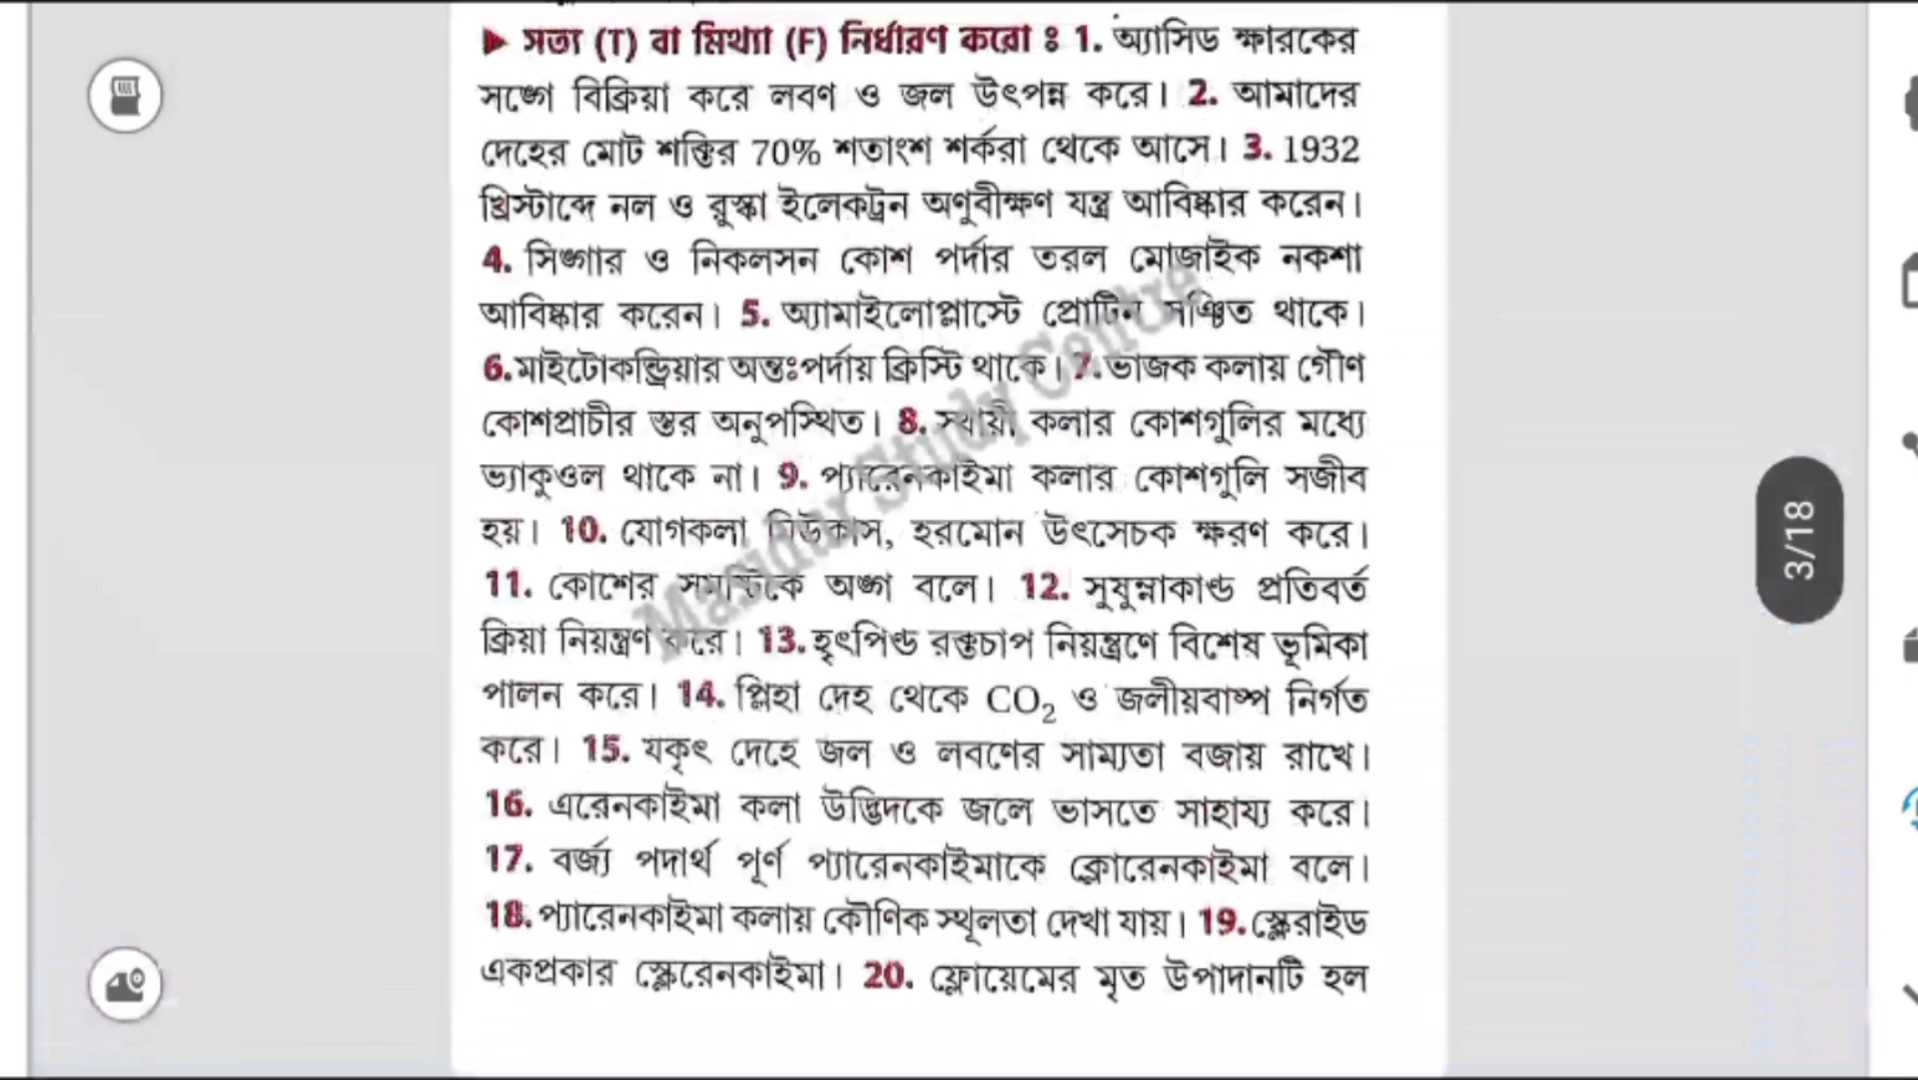 ▶ সত্য (T) বা মিথ্যা (F) নির্ধারণ করো ঃ 1. অ্যাসিড ক্ষারকের
সঙ্গে বিক্রিয়া করে লবণ ও জল উৎপন্ন করে। 2. আমাদের
দেহের মোট শক্তির 70% শতাংশ শর্করা থেকে আসে। 3. 1932
খ্রিস্টাব্দে নল ও রুস্কা ইলেকট্রন অণুবীক্ষণ যন্ত্র আবিষ্কার করেন।
4. সিঙ্গার ও নিকলসন কোশ পর্দার তরল মোজাইক নকশা
আবিষ্কার করেন। 5. অ্যামাইলোপ্লাস্টে প্রোটিন সঞ্চিত থাকে।
6. মাইটোকন্ড্রিয়ার অন্তঃপর্দায় ক্রিস্টি থাকে। 7. ভাজক কলায় গৌণ
কোশপ্রাচীর স্তর অনুপস্থিত। 8. স্থায়ী কলার কোশগুলির মধ্যে
ভ্যাকুওল থাকে না। 9. প্যারেনকাইমা কলার কোশগুলি সজীব
হয়। 10. যোগকলা মিউকাস, হরমোন উৎসেচক ক্ষরণ করে।
11. কোশের সমষ্টিকে অঙ্গ বলে। 12. সুষুম্নাকাণ্ড প্রতিবর্ত
ক্রিয়া নিয়ন্ত্রণ করে। 13. হৃৎপিণ্ড রক্তচাপ নিয়ন্ত্রণে বিশেষ ভূমিকা
পালন করে। 14. প্লিহা দেহ থেকে CO₂ ও জলীয়বাষ্প নির্গত
করে। 15. যকৃৎ দেহে জল ও লবণের সাম্যতা বজায় রাখে।
16. এরেনকাইমা কলা উদ্ভিদকে জলে ভাসতে সাহায্য করে।
17. বর্জ্য পদার্থ পূর্ণ প্যারেনকাইমাকে ক্লোরেনকাইমা বলে।
18. প্যারেনকাইমা কলায় কৌণিক স্থূলতা দেখা যায়। 19. স্ক্লেরাইড
একপ্রকার স্ক্লেরেনকাইমা। 20. ফ্লোয়েমের মৃত উপাদানটি হল
Study Centre
3/18